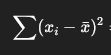 ∑(xᵢ − x̄)²